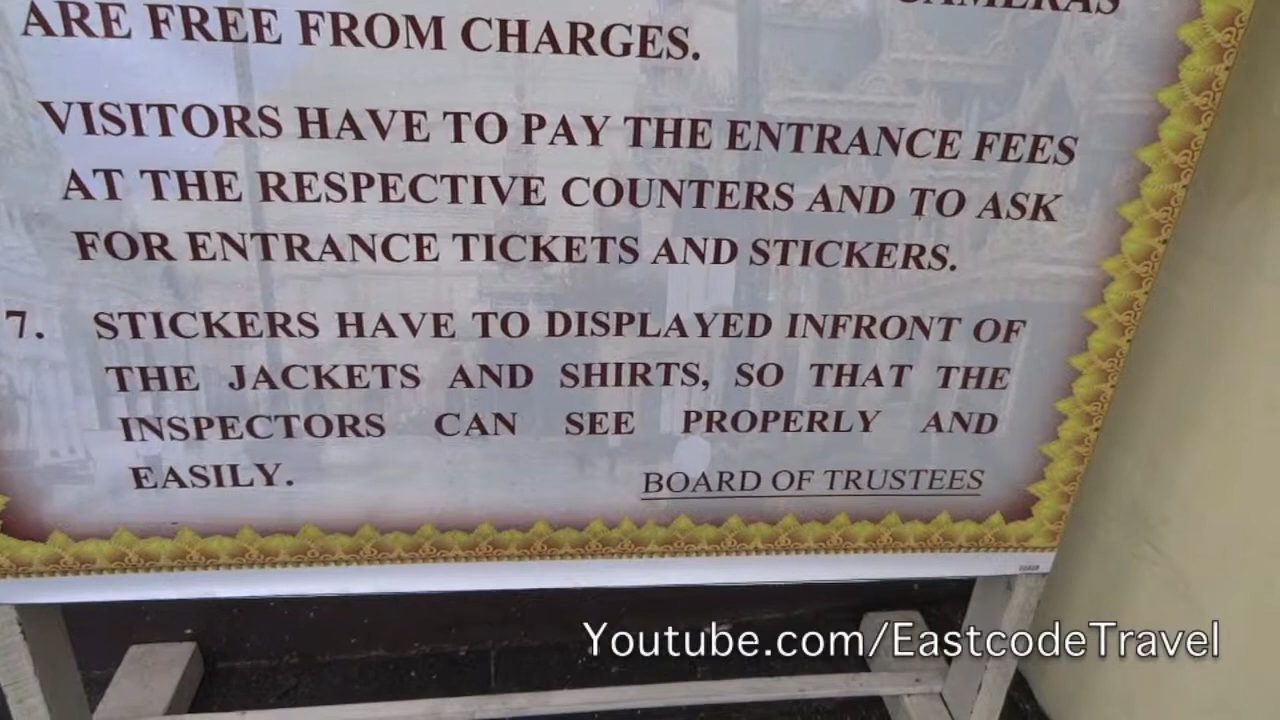 CAMERAS
ARE FREE FROM CHARGES.
VISITORS HAVE TO PAY THE ENTRANCE FEES
AT THE RESPECTIVE COUNTERS AND TO ASK
FOR ENTRANCE TICKETS AND STICKERS.
7. STICKERS HAVE TO DISPLAYED INFRONT OF
THE JACKETS AND SHIRTS, SO THAT THE
INSPECTORS CAN SEE PROPERLY AND
EASILY.
BOARD OF TRUSTEES
Youtube.com/EastcodeTravel